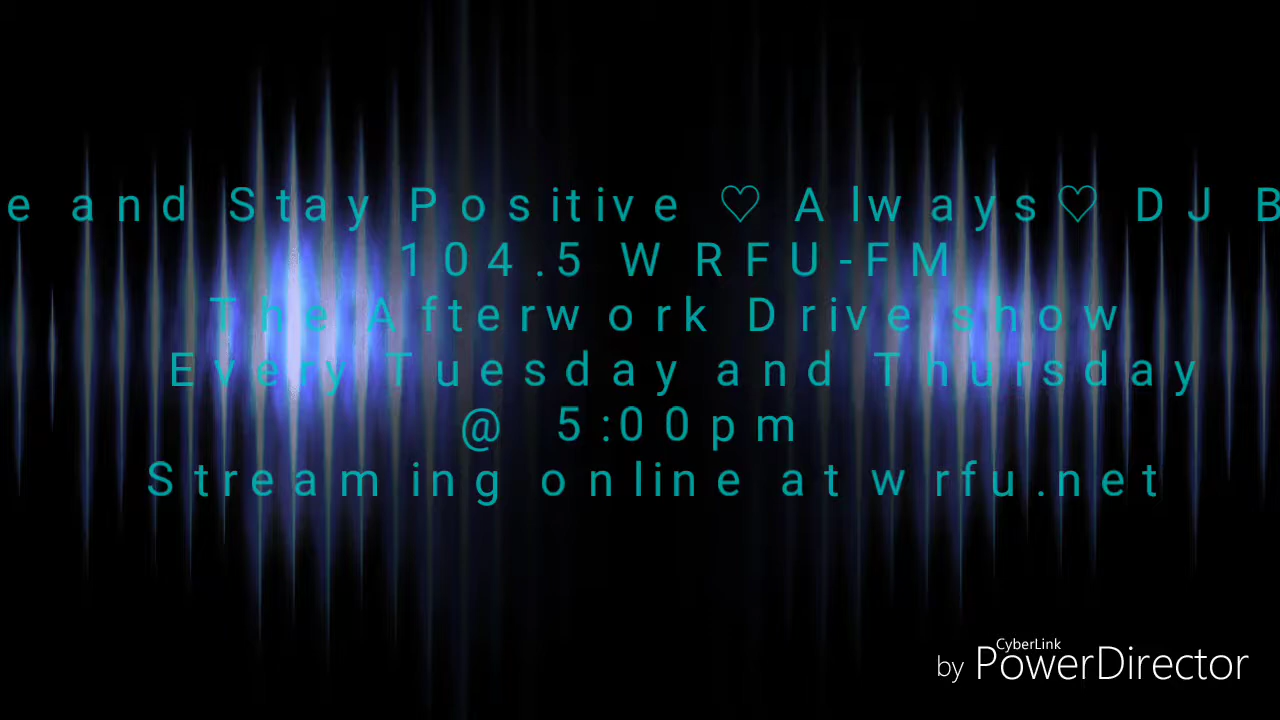 e and Stay Positive ♡ Always♡ DJ B
104.5 WRFU-FM
The Afterwork Drive show
Every Tuesday and Thursday
@ 5:00pm
Streaming online at wrfu.net
CyberLink
by PowerDirector